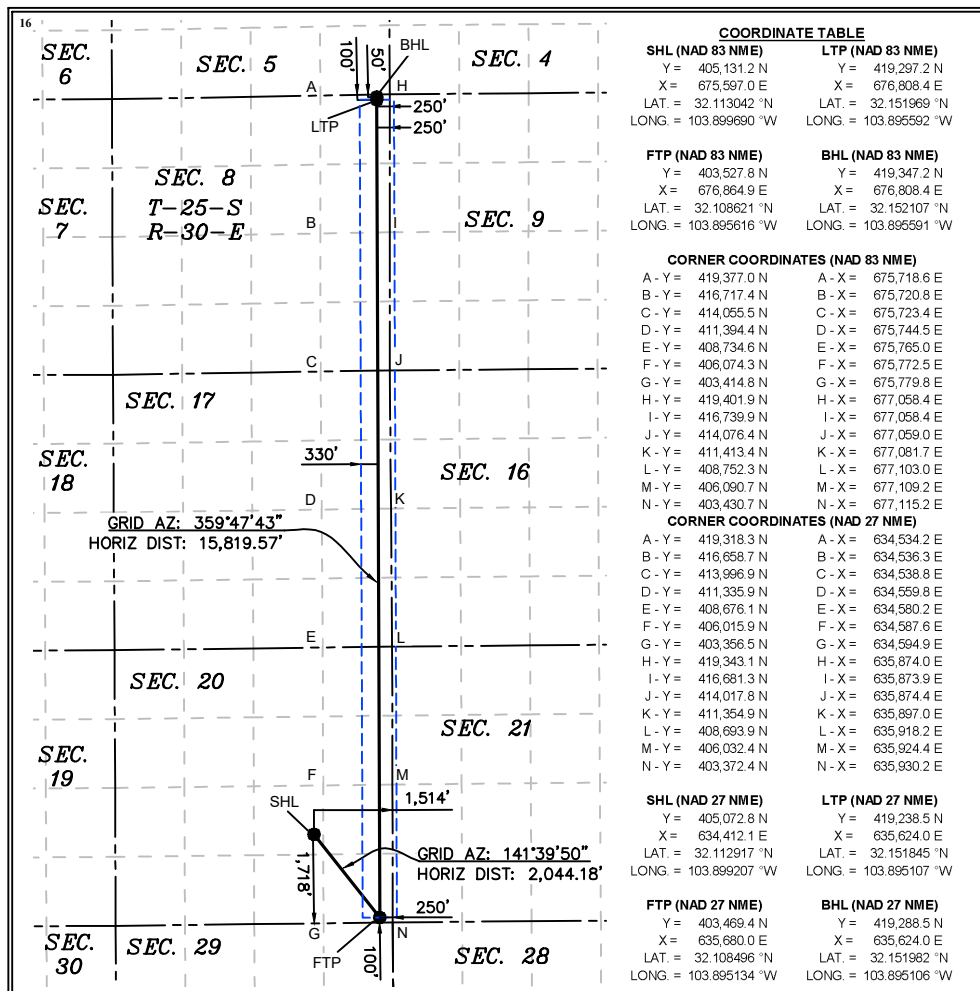 16
SEC.
6
SEC. 5
100'
50'
BHL
SEC. 4
A
H
LTP
250'
250'
SEC. 8
T-25-S
R-30-E
SEC.
7
B
I
SEC. 9
C
J
SEC. 17
330'
SEC.
18
SEC. 16
D
K
GRID AZ: 359°47'43"
HORIZ DIST: 15,819.57'
E
L
SEC. 20
SEC. 21
SEC.
19
F
M
SHL
1,514'
GRID AZ: 141°39'50"
HORIZ DIST: 2,044.18'
1,718'
250'
G
N
SEC.
30
SEC. 29
FTP
100'
SEC. 28
COORDINATE TABLE
SHL (NAD 83 NME)
Y = 405,131.2 N
X = 675,597.0 E
LAT. = 32.113042 °N
LONG. = 103.899690 °W
LTP (NAD 83 NME)
Y = 419,297.2 N
X = 676,808.4 E
LAT. = 32.151969 °N
LONG. = 103.895592 °W
FTP (NAD 83 NME)
Y = 403,527.8 N
X = 676,864.9 E
LAT. = 32.108621 °N
LONG. = 103.895616 °W
BHL (NAD 83 NME)
Y = 419,347.2 N
X = 676,808.4 E
LAT. = 32.152107 °N
LONG. = 103.895591 °W
CORNER COORDINATES (NAD 83 NME)
A - Y = 419,377.0 N A - X = 675,718.6 E
B - Y = 416,717.4 N B - X = 675,720.8 E
C - Y = 414,055.5 N C - X = 675,723.4 E
D - Y = 411,394.4 N D - X = 675,744.5 E
E - Y = 408,734.6 N E - X = 675,765.0 E
F - Y = 406,074.3 N F - X = 675,772.5 E
G - Y = 403,414.8 N G - X = 675,779.8 E
H - Y = 419,401.9 N H - X = 677,058.4 E
I - Y = 416,739.9 N I - X = 677,058.4 E
J - Y = 414,076.4 N J - X = 677,059.0 E
K - Y = 411,413.4 N K - X = 677,081.7 E
L - Y = 408,752.3 N L - X = 677,103.0 E
M - Y = 406,090.7 N M - X = 677,109.2 E
N - Y = 403,430.7 N N - X = 677,115.2 E
CORNER COORDINATES (NAD 27 NME)
A - Y = 419,318.3 N A - X = 634,534.2 E
B - Y = 416,658.7 N B - X = 634,536.3 E
C - Y = 413,996.9 N C - X = 634,538.8 E
D - Y = 411,335.9 N D - X = 634,559.8 E
E - Y = 408,676.1 N E - X = 634,580.2 E
F - Y = 406,015.9 N F - X = 634,587.6 E
G - Y = 403,356.5 N G - X = 634,594.9 E
H - Y = 419,343.1 N H - X = 635,874.0 E
I - Y = 416,681.3 N I - X = 635,873.9 E
J - Y = 414,017.8 N J - X = 635,874.4 E
K - Y = 411,354.9 N K - X = 635,897.0 E
L - Y = 408,693.9 N L - X = 635,918.2 E
M - Y = 406,032.4 N M - X = 635,924.4 E
N - Y = 403,372.4 N N - X = 635,930.2 E
SHL (NAD 27 NME)
Y = 405,072.8 N
X = 634,412.1 E
LAT. = 32.112917 °N
LONG. = 103.899207 °W
LTP (NAD 27 NME)
Y = 419,238.5 N
X = 635,624.0 E
LAT. = 32.151845 °N
LONG. = 103.895107 °W
FTP (NAD 27 NME)
Y = 403,469.4 N
X = 635,680.0 E
LAT. = 32.108496 °N
LONG. = 103.895134 °W
BHL (NAD 27 NME)
Y = 419,288.5 N
X = 635,624.0 E
LAT. = 32.151982 °N
LONG. = 103.895106 °W